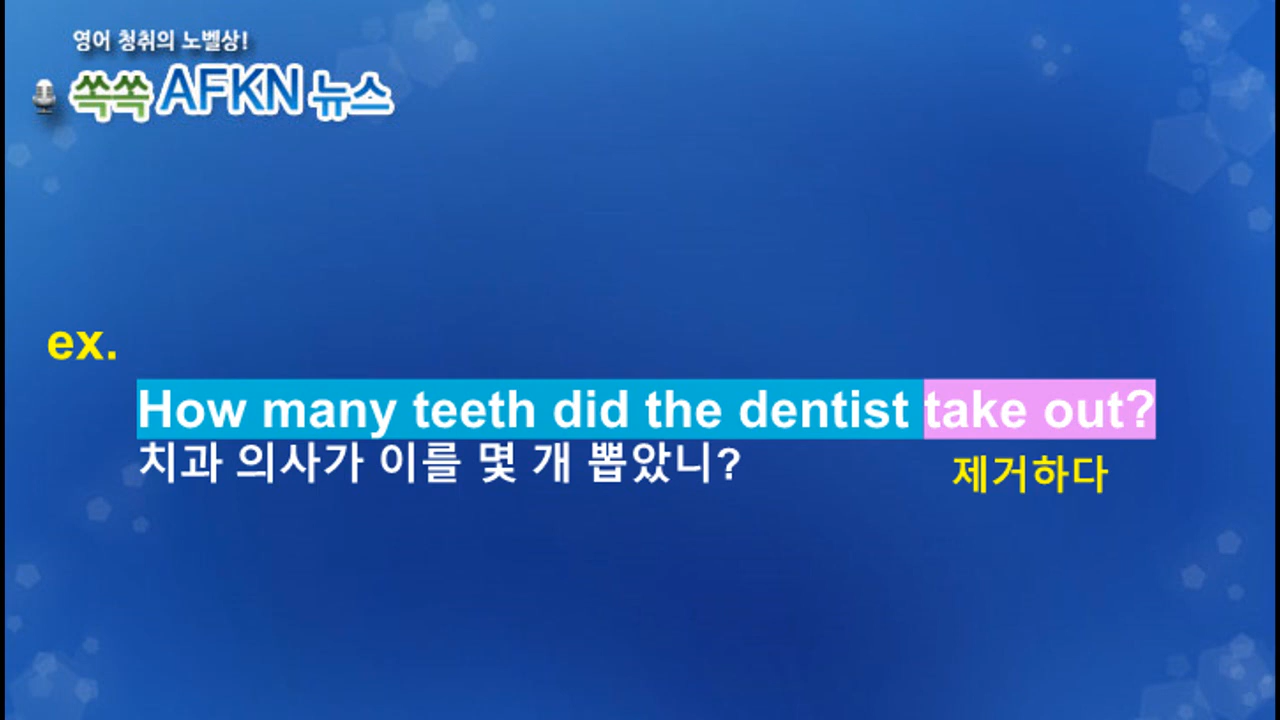 영어 청취의 노벨상!
쏙쏙 AFKN 뉴스
ex.
How many teeth did the dentist take out?
치과 의사가 이를 몇 개 뽑았니?
제거하다